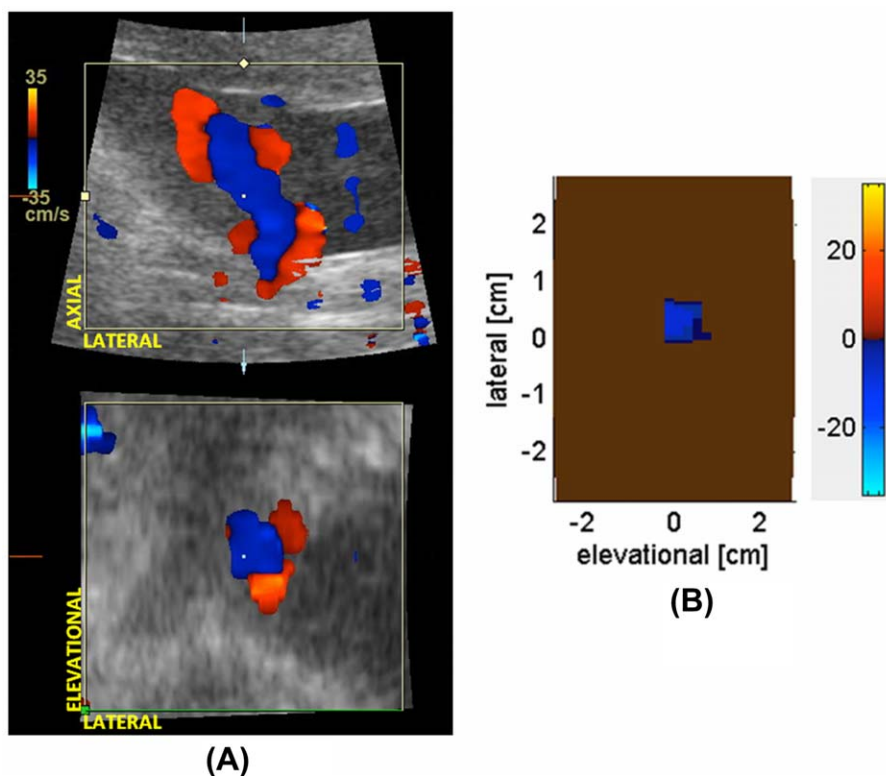 35
-35
cm/s
AXIAL
LATERAL
ELEVATIONAL
LATERAL
(A)
lateral [cm]
2
1
0
-1
-2
-2 0 2
elevational [cm]
20
0
-20
(B)